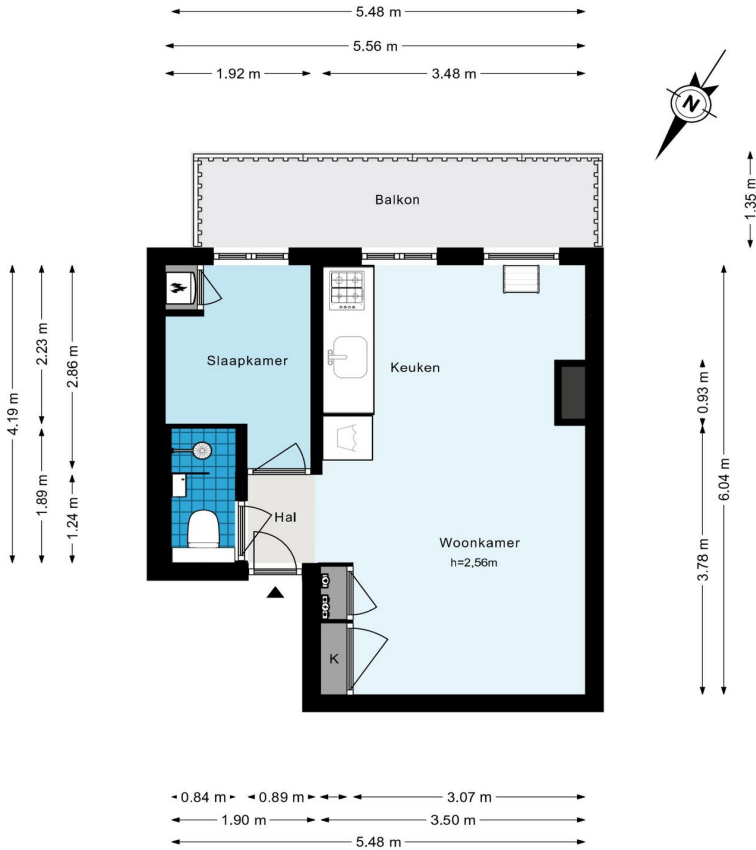 5.48 m
5.56 m
1.92 m
3.48 m
N
1.35 m
Balkon
Slaapkamer
Keuken
Hal
Woonkamer
h=2,56m
K
4.19 m
2.23 m
1.89 m
2.86 m
1.24 m
0.93 m
3.78 m
6.04 m
0.84 m
0.89 m
3.07 m
1.90 m
3.50 m
5.48 m